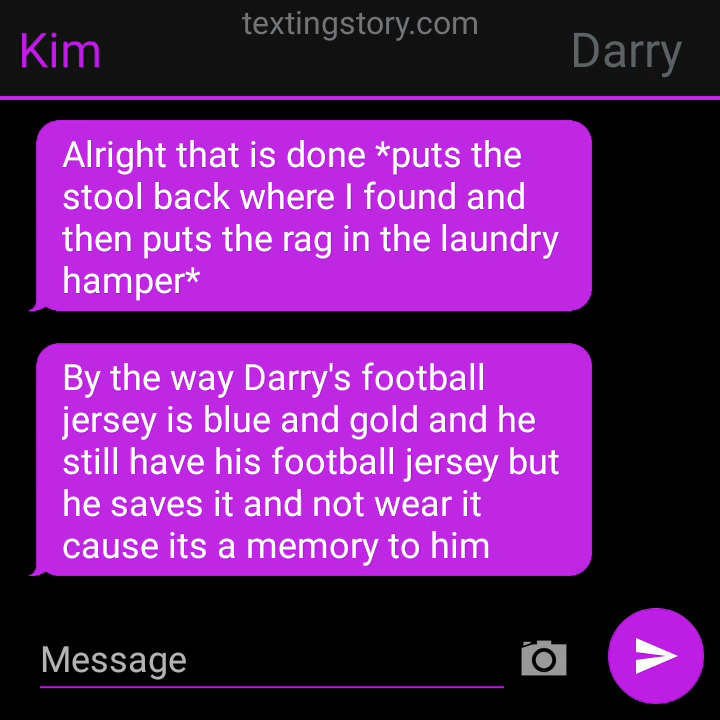 textingstory.com
Kim
Darry
Alright that is done *puts the
stool back where I found and
then puts the rag in the laundry
hamper*
By the way Darry's football
jersey is blue and gold and he
still have his football jersey but
he saves it and not wear it
cause its a memory to him
Message